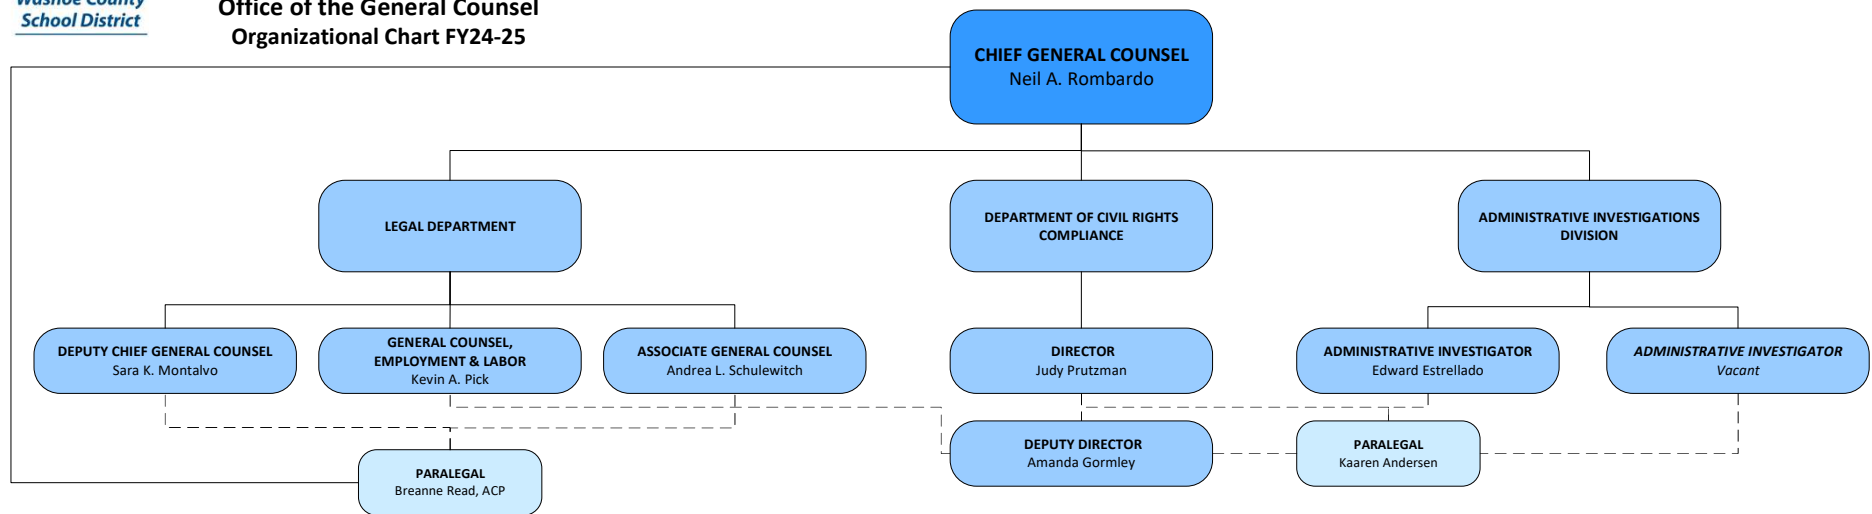 Washoe County
School District
Office of the General Counsel
Organizational Chart FY24-25
CHIEF GENERAL COUNSEL
Neil A. Rombardo
LEGAL DEPARTMENT
DEPARTMENT OF CIVIL RIGHTS
COMPLIANCE
ADMINISTRATIVE INVESTIGATIONS
DIVISION
DEPUTY CHIEF GENERAL COUNSEL
Sara K. Montalvo
GENERAL COUNSEL,
EMPLOYMENT & LABOR
Kevin A. Pick
ASSOCIATE GENERAL COUNSEL
Andrea L. Schulewitch
DIRECTOR
Judy Prutzman
ADMINISTRATIVE INVESTIGATOR
Edward Estrellado
ADMINISTRATIVE INVESTIGATOR
Vacant
DEPUTY DIRECTOR
Amanda Gormley
PARALEGAL
Kaaren Andersen
PARALEGAL
Breanne Read, ACP